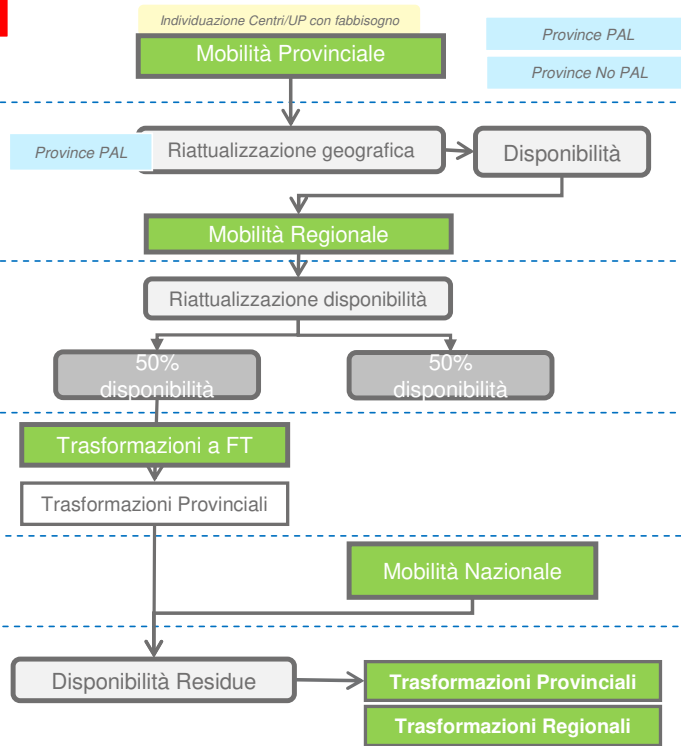 Individuazione Centri/UP con fabbisogno
Mobilità Provinciale
Province PAL
Province No PAL
Province PAL
Riattualizzazione geografica
Disponibilità
Mobilità Regionale
Riattualizzazione disponibilità
50%
disponibilità
50%
disponibilità
Trasformazioni a FT
Trasformazioni Provinciali
Mobilità Nazionale
Disponibilità Residue
Trasformazioni Provinciali
Trasformazioni Regionali